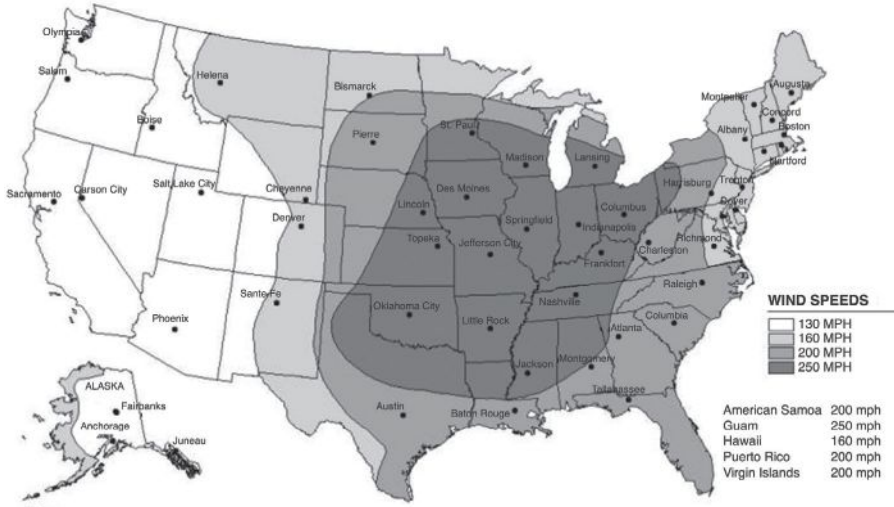 Olympia
Salem
Helena
Bismarck
Boise
Pierre
St. Paul
Montpelier
Augusta
Concord
Albany
Boston
Hartford
Madison
Lansing
Sacramento
Carson City
Salt Lake City
Cheyenne
Des Moines
Harrisburg
Trenton
Dover
Denver
Lincoln
Springfield
Columbus
Indianapolis
Topeka
Jefferson City
Charleston
Richmond
Frankfort
Sante Fe
Nashville
Raleigh
Phoenix
Oklahoma City
Little Rock
Atlanta
Columbia
Jackson
Montgomery
Tallahassee
Austin
Baton Rouge
ALASKA
Fairbanks
Anchorage
Juneau
WIND SPEEDS
130 MPH
160 MPH
200 MPH
250 MPH
American Samoa 200 mph
Guam 250 mph
Hawaii 160 mph
Puerto Rico 200 mph
Virgin Islands 200 mph